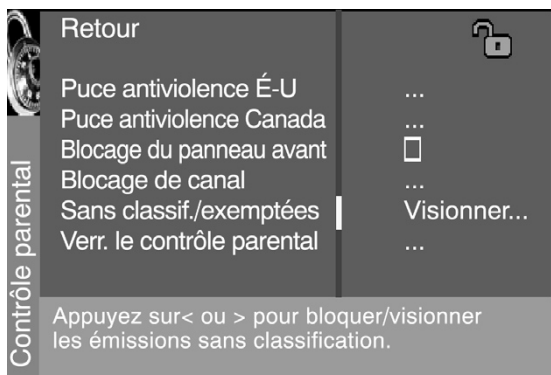 Retour
Puce antiviolence É-U ...
Puce antiviolence Canada ...
Blocage du panneau avant
Blocage de canal ...
Sans classif./exemptées Visionner...
Verr. le contrôle parental ...
Contrôle parental
Appuyez sur< ou > pour bloquer/visionner
les émissions sans classification.